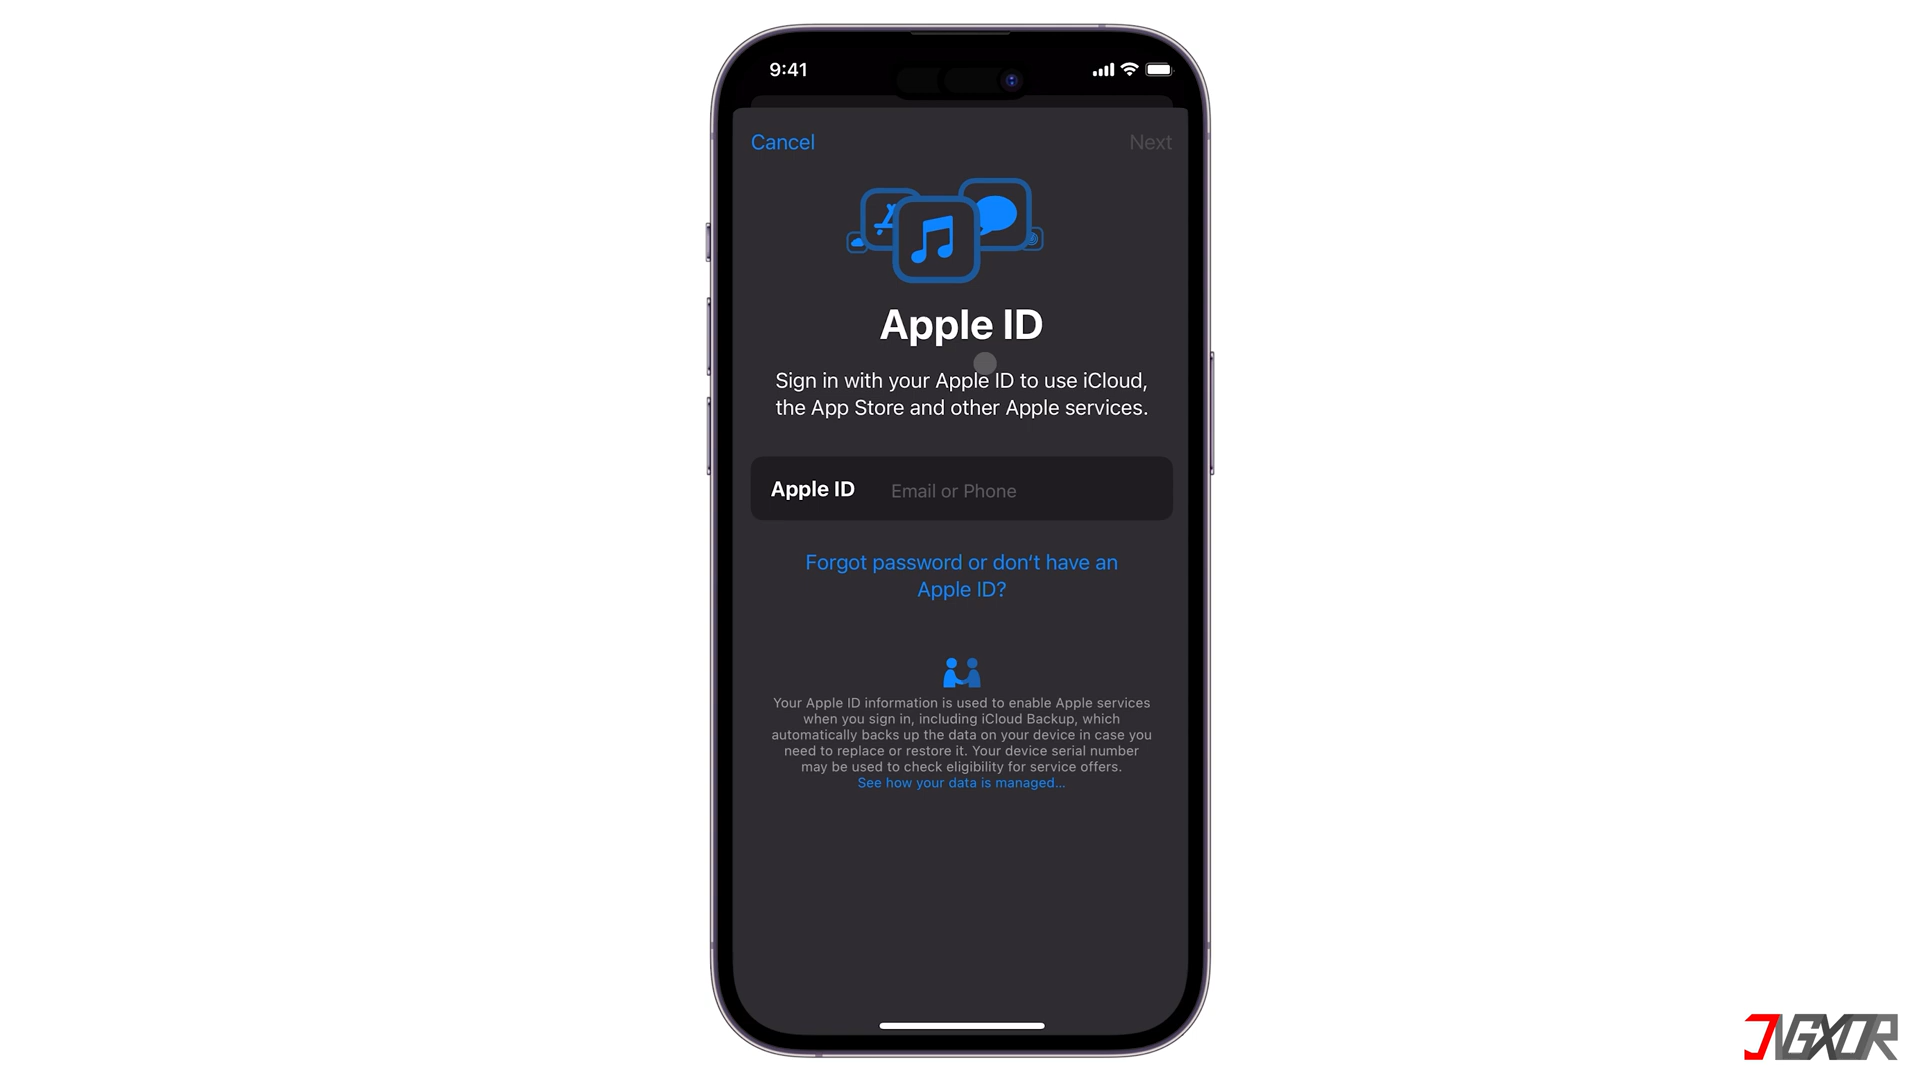 9:41
Cancel
Next
Apple ID
Sign in with your Apple ID to use iCloud,
the App Store and other Apple services.
Apple ID
Email or Phone
Forgot password or don't have an
Apple ID?
Your Apple ID information is used to enable Apple services
when you sign in, including iCloud Backup, which
automatically backs up the data on your device in case you
need to replace or restore it. Your device serial number
may be used to check eligibility for service offers.
See how your data is managed...